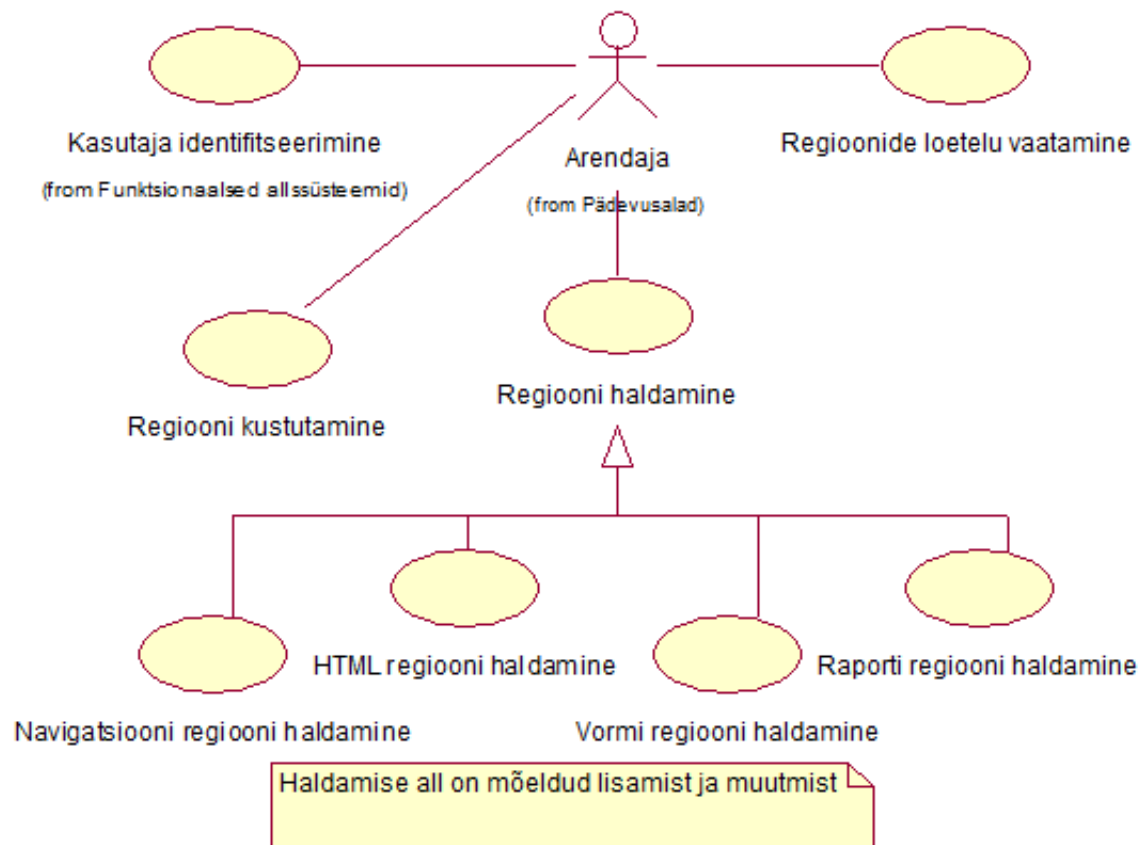 Kasutaja identifitseerimine
(from Funktsionaalsed allssüsteemid)
Arendaja
(from Pädevusalad)
Regioonide loetelu vaatamine
Regiooni kustutamine
Regiooni haldamine
Navigatsiooni regiooni haldamine
HTML regiooni haldamine
Vormi regiooni haldamine
Raporti regiooni haldamine
Haldamise all on mõeldud lisamist ja muutmist